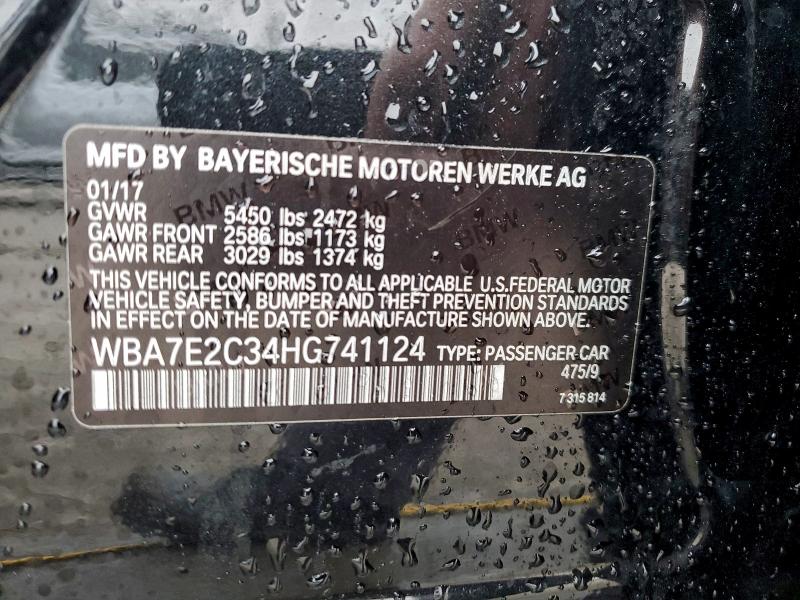 MFD BY BAYERISCHE MOTOREN WERKE AG
01/17
GVWR 5450 lbs 2472 kg
GAWR FRONT 2586 lbs 1173 kg
GAWR REAR 3029 lbs 1374 kg
THIS VEHICLE CONFORMS TO ALL APPLICABLE U.S.FEDERAL MOTOR
VEHICLE SAFETY, BUMPER AND THEFT PREVENTION STANDARDS
IN EFFECT ON THE DATE OF MANUFACTURE SHOWN ABOVE.
WBA7E2C34HG741124 TYPE: PASSENGER CAR
475/9
7 315 814